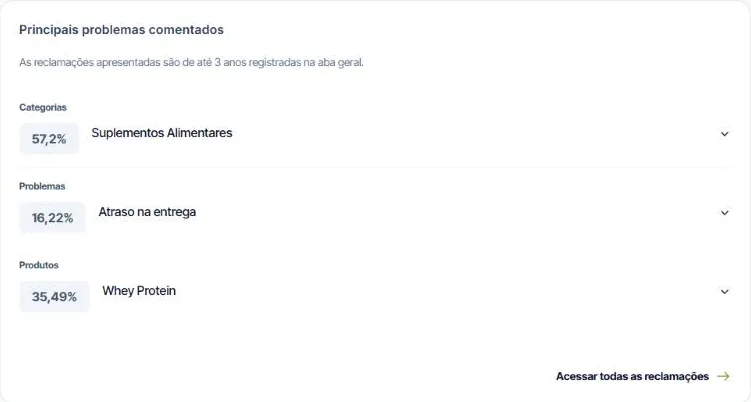 Principais problemas comentados
As reclamações apresentadas são de até 3 anos registradas na aba geral.
Categorias
57,2% Suplementos Alimentares
Problemas
16,22% Atraso na entrega
Produtos
35,49% Whey Protein
Acessar todas as reclamações